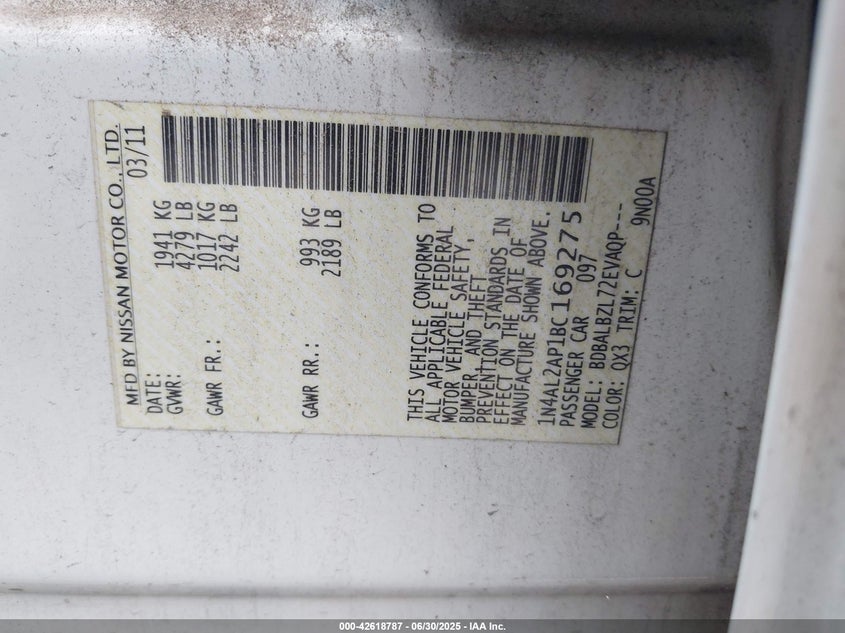 MFD BY NISSAN MOTOR CO., LTD.
DATE: 03/11
GVWR: 1941 KG
4279 LB
GAWR FR.: 1017 KG
2242 LB
GAWR RR.: 993 KG
2189 LB
THIS VEHICLE CONFORMS TO
ALL APPLICABLE FEDERAL
MOTOR VEHICLE SAFETY,
BUMPER, AND THEFT
PREVENTION STANDARDS IN
EFFECT ON THE DATE OF
MANUFACTURE SHOWN ABOVE.
1N4AL2AP1BC169275
PASSENGER CAR 097
MODEL: BDBALBZL72EVAQP----
COLOR: QX3 TRIM: C 9N00A
000-42618787 - 06/30/2025 - IAA Inc.